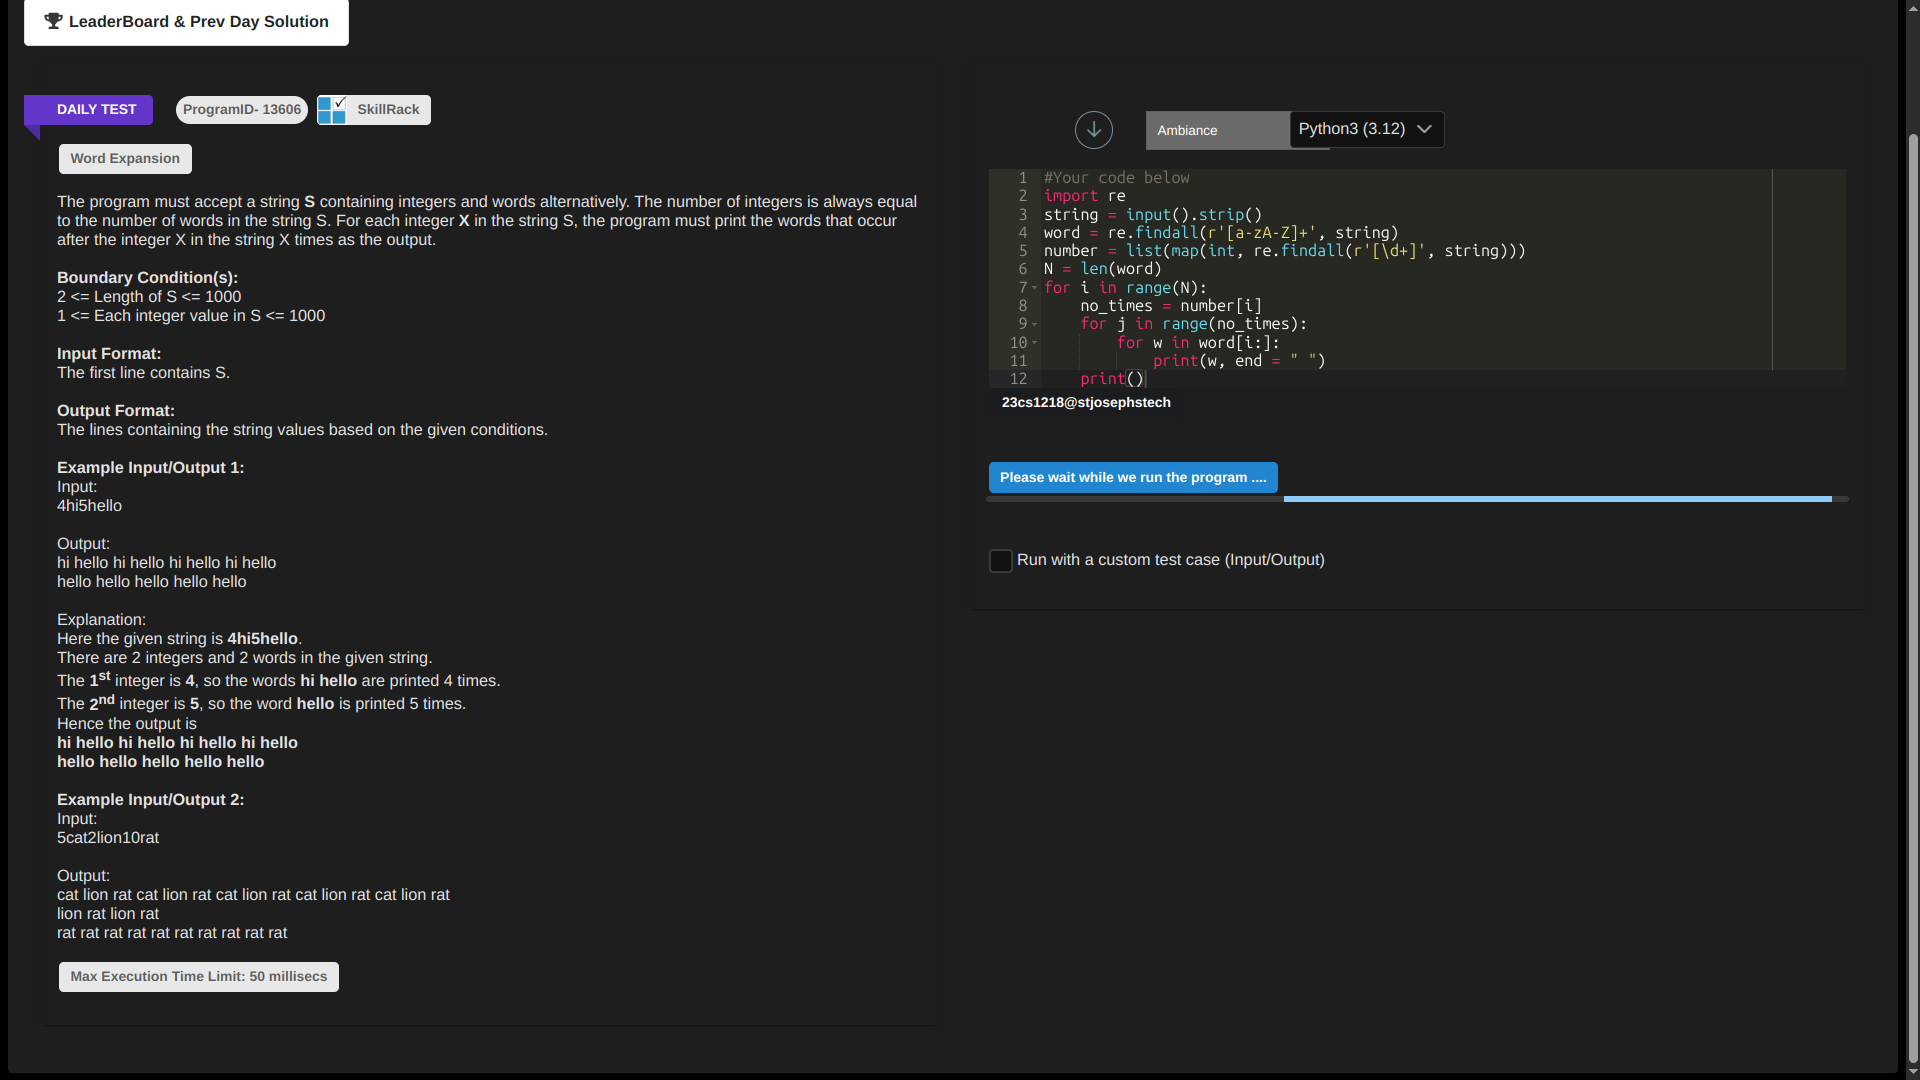 LeaderBoard & Prev Day Solution
DAILY TEST
ProgramID- 13606
SkillRack
Word Expansion
The program must accept a string S containing integers and words alternatively. The number of integers is always equal
to the number of words in the string S. For each integer X in the string S, the program must print the words that occur
after the integer X in the string X times as the output.
Boundary Condition(s):
2 <= Length of S <= 1000
1 <= Each integer value in S <= 1000
Input Format:
The first line contains S.
Output Format:
The lines containing the string values based on the given conditions.
Example Input/Output 1:
Input:
4hi5hello
Output:
hi hello hi hello hi hello hi hello
hello hello hello hello hello
Explanation:
Here the given string is 4hi5hello.
There are 2 integers and 2 words in the given string.
The 1st integer is 4, so the words hi hello are printed 4 times.
The 2nd integer is 5, so the word hello is printed 5 times.
Hence the output is
hi hello hi hello hi hello hi hello
hello hello hello hello hello
Example Input/Output 2:
Input:
5cat2lion10rat
Output:
cat lion rat cat lion rat cat lion rat cat lion rat cat lion rat
lion rat lion rat
rat rat rat rat rat rat rat rat rat rat
Max Execution Time Limit: 50 millisecs
Ambiance
Python3 (3.12)
1 #Your code below
2 import re
3 string = input().strip()
4 word = re.findall(r'[a-zA-Z]+', string)
5 number = list(map(int, re.findall(r'[\d+]', string)))
6 N = len(word)
7 for i in range(N):
8     no_times = number[i]
9     for j in range(no_times):
10         for w in word[i:]:
11             print(w, end = " ")
12     print()
23cs1218@stjosephstech
Please wait while we run the program ....
Run with a custom test case (Input/Output)